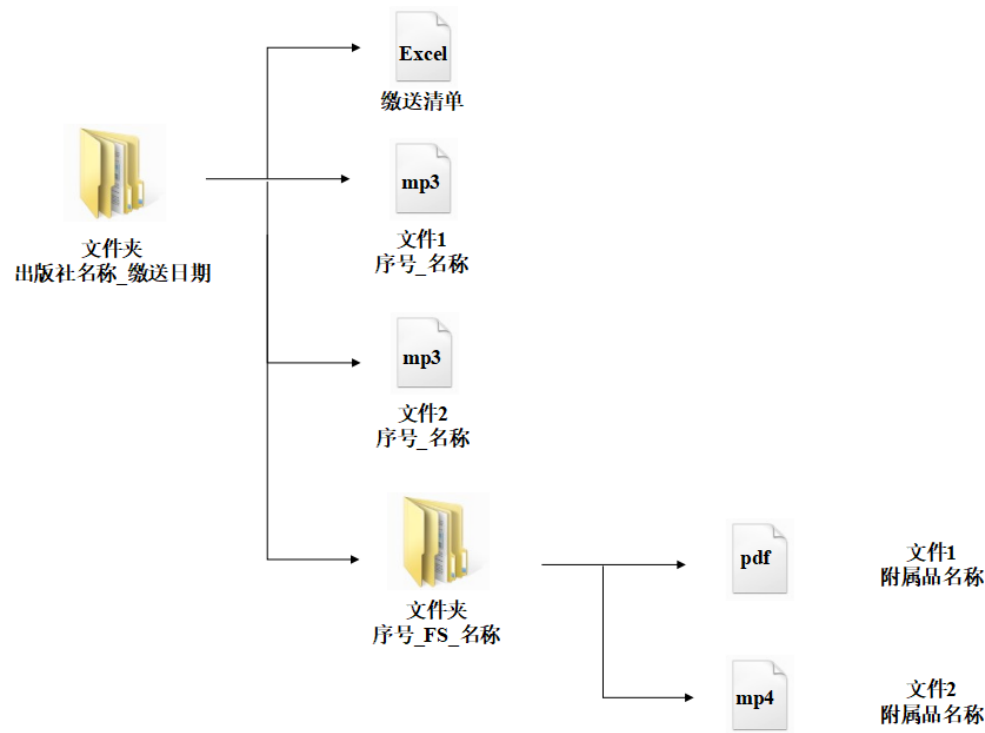 Excel
缴送清单
文件夹
出版社名称_缴送日期
mp3
文件1
序号_名称
mp3
文件2
序号_名称
文件夹
序号_FS_名称
pdf
文件1
附属品名称
mp4
文件2
附属品名称